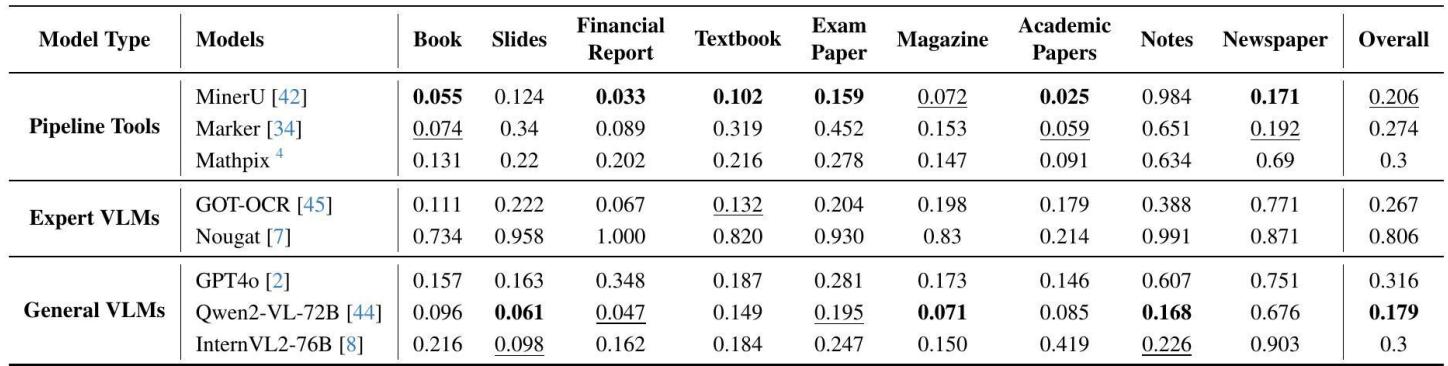 Model Type Models Book Slides Financial Report Textbook Exam Paper Magazine Academic Papers Notes Newspaper Overall
Pipeline Tools
MinerU [42] 0.055 0.124 0.033 0.102 0.159 0.072 0.025 0.984 0.171 0.206
Marker [34] 0.074 0.34 0.089 0.319 0.452 0.153 0.059 0.651 0.192 0.274
Mathpix 4 0.131 0.22 0.202 0.216 0.278 0.147 0.091 0.634 0.69 0.3
Expert VLMs
GOT-OCR [45] 0.111 0.222 0.067 0.132 0.204 0.198 0.179 0.388 0.771 0.267
Nougat [7] 0.734 0.958 1.000 0.820 0.930 0.83 0.214 0.991 0.871 0.806
General VLMs
GPT4o [2] 0.157 0.163 0.348 0.187 0.281 0.173 0.146 0.607 0.751 0.316
Qwen2-VL-72B [44] 0.096 0.061 0.047 0.149 0.195 0.071 0.085 0.168 0.676 0.179
InternVL2-76B [8] 0.216 0.098 0.162 0.184 0.247 0.150 0.419 0.226 0.903 0.3